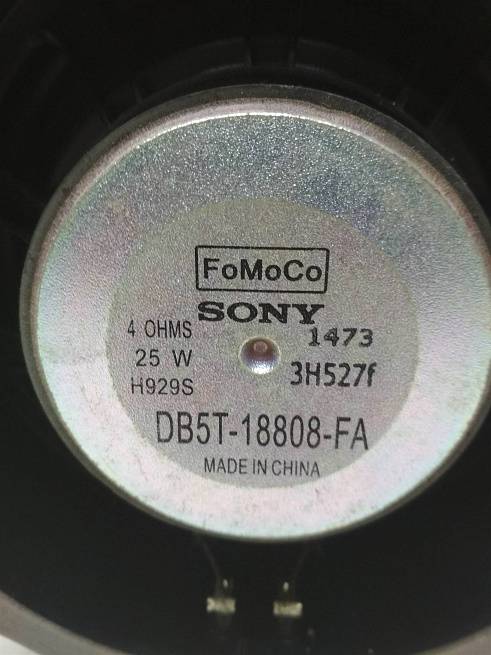 FoMoCo
SONY
4 OHMS 1473
25 W 3H527f
H929S
DB5T-18808-FA
MADE IN CHINA